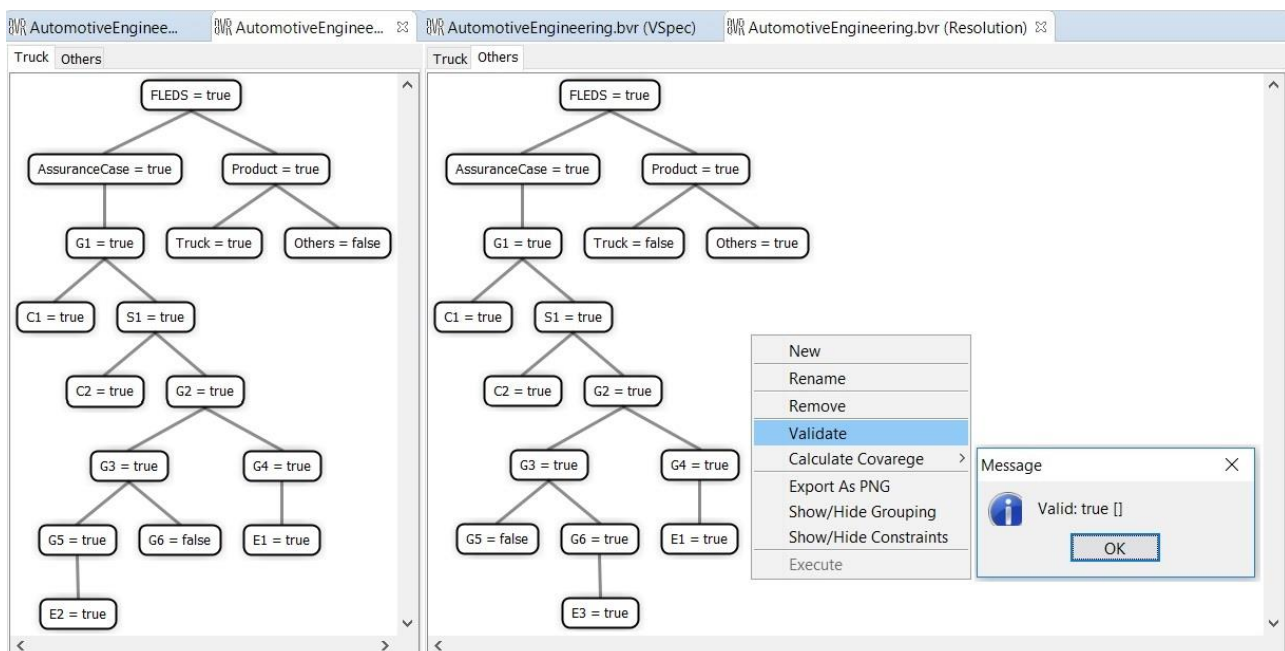 AutomotiveEnginee...
AutomotiveEnginee...
AutomotiveEngineering.bvr (VSpec)
AutomotiveEngineering.bvr (Resolution)
Truck Others
FLEDS = true
AssuranceCase = true
Product = true
G1 = true
Truck = true
Others = false
C1 = true
S1 = true
C2 = true
G2 = true
G3 = true
G4 = true
G5 = true
G6 = false
E1 = true
E2 = true
Truck Others
FLEDS = true
AssuranceCase = true
Product = true
G1 = true
Truck = false
Others = true
C1 = true
S1 = true
C2 = true
G2 = true
G3 = true
G4 = true
G5 = false
G6 = true
E1 = true
E3 = true
New
Rename
Remove
Validate
Calculate Covarege
Export As PNG
Show/Hide Grouping
Show/Hide Constraints
Execute
Message
Valid: true []
OK